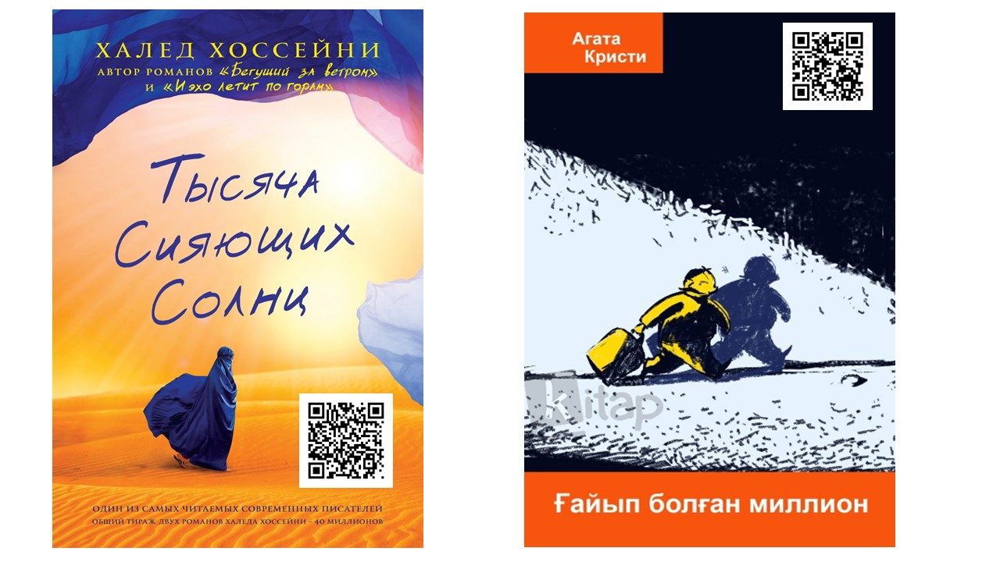 ХАЛЕД ХОССЕЙНИ
АВТОР РОМАНОВ «Бегущий за ветром»
И «И эхо летит по горам»
Тысяча
Сияющих
Солнц
ОДИН ИЗ САМЫХ ЧИТАЕМЫХ СОВРЕМЕННЫХ ПИСАТЕЛЕЙ
ОБЩИЙ ТИРАЖ ДВУХ РОМАНОВ ХАЛЕДА ХОССЕЙНИ – 40 МИЛЛИОНОВ
Агата
Кристи
kitap
Ғайып болған миллион